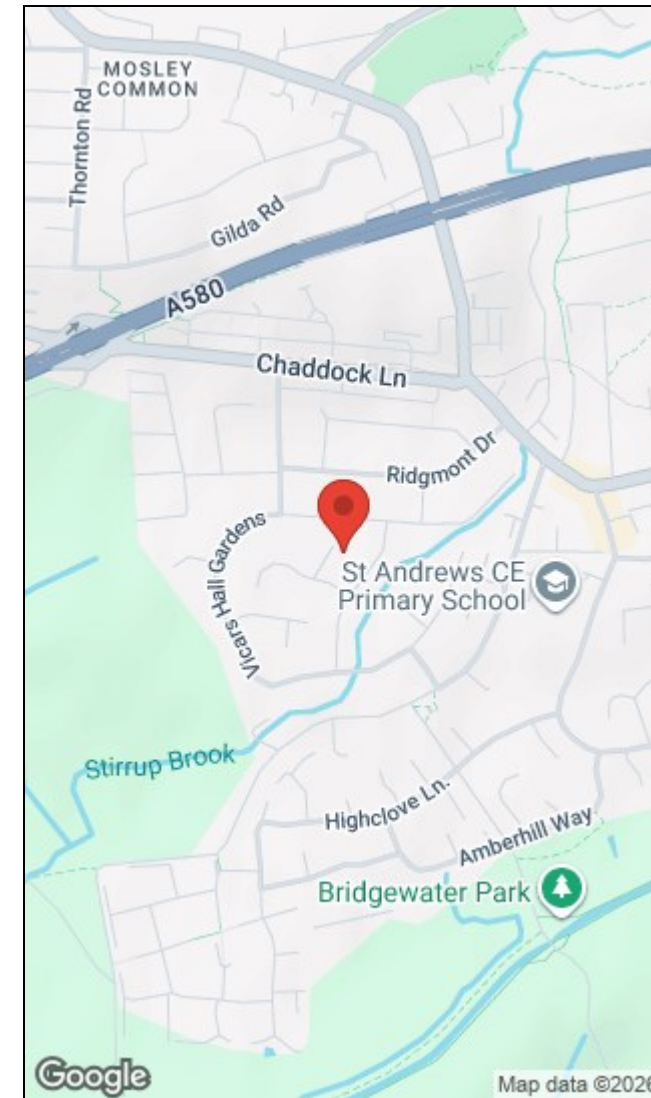 MOSLEY
COMMON
Thornton Rd
Gilda Rd
A580
Chaddock Ln
Ridgmont Dr
Vicars Hall Gardens
St Andrews CE
Primary School
Stirrup Brook
Highclove Ln.
Amberhill Way
Bridgewater Park
Google
Map data ©2026